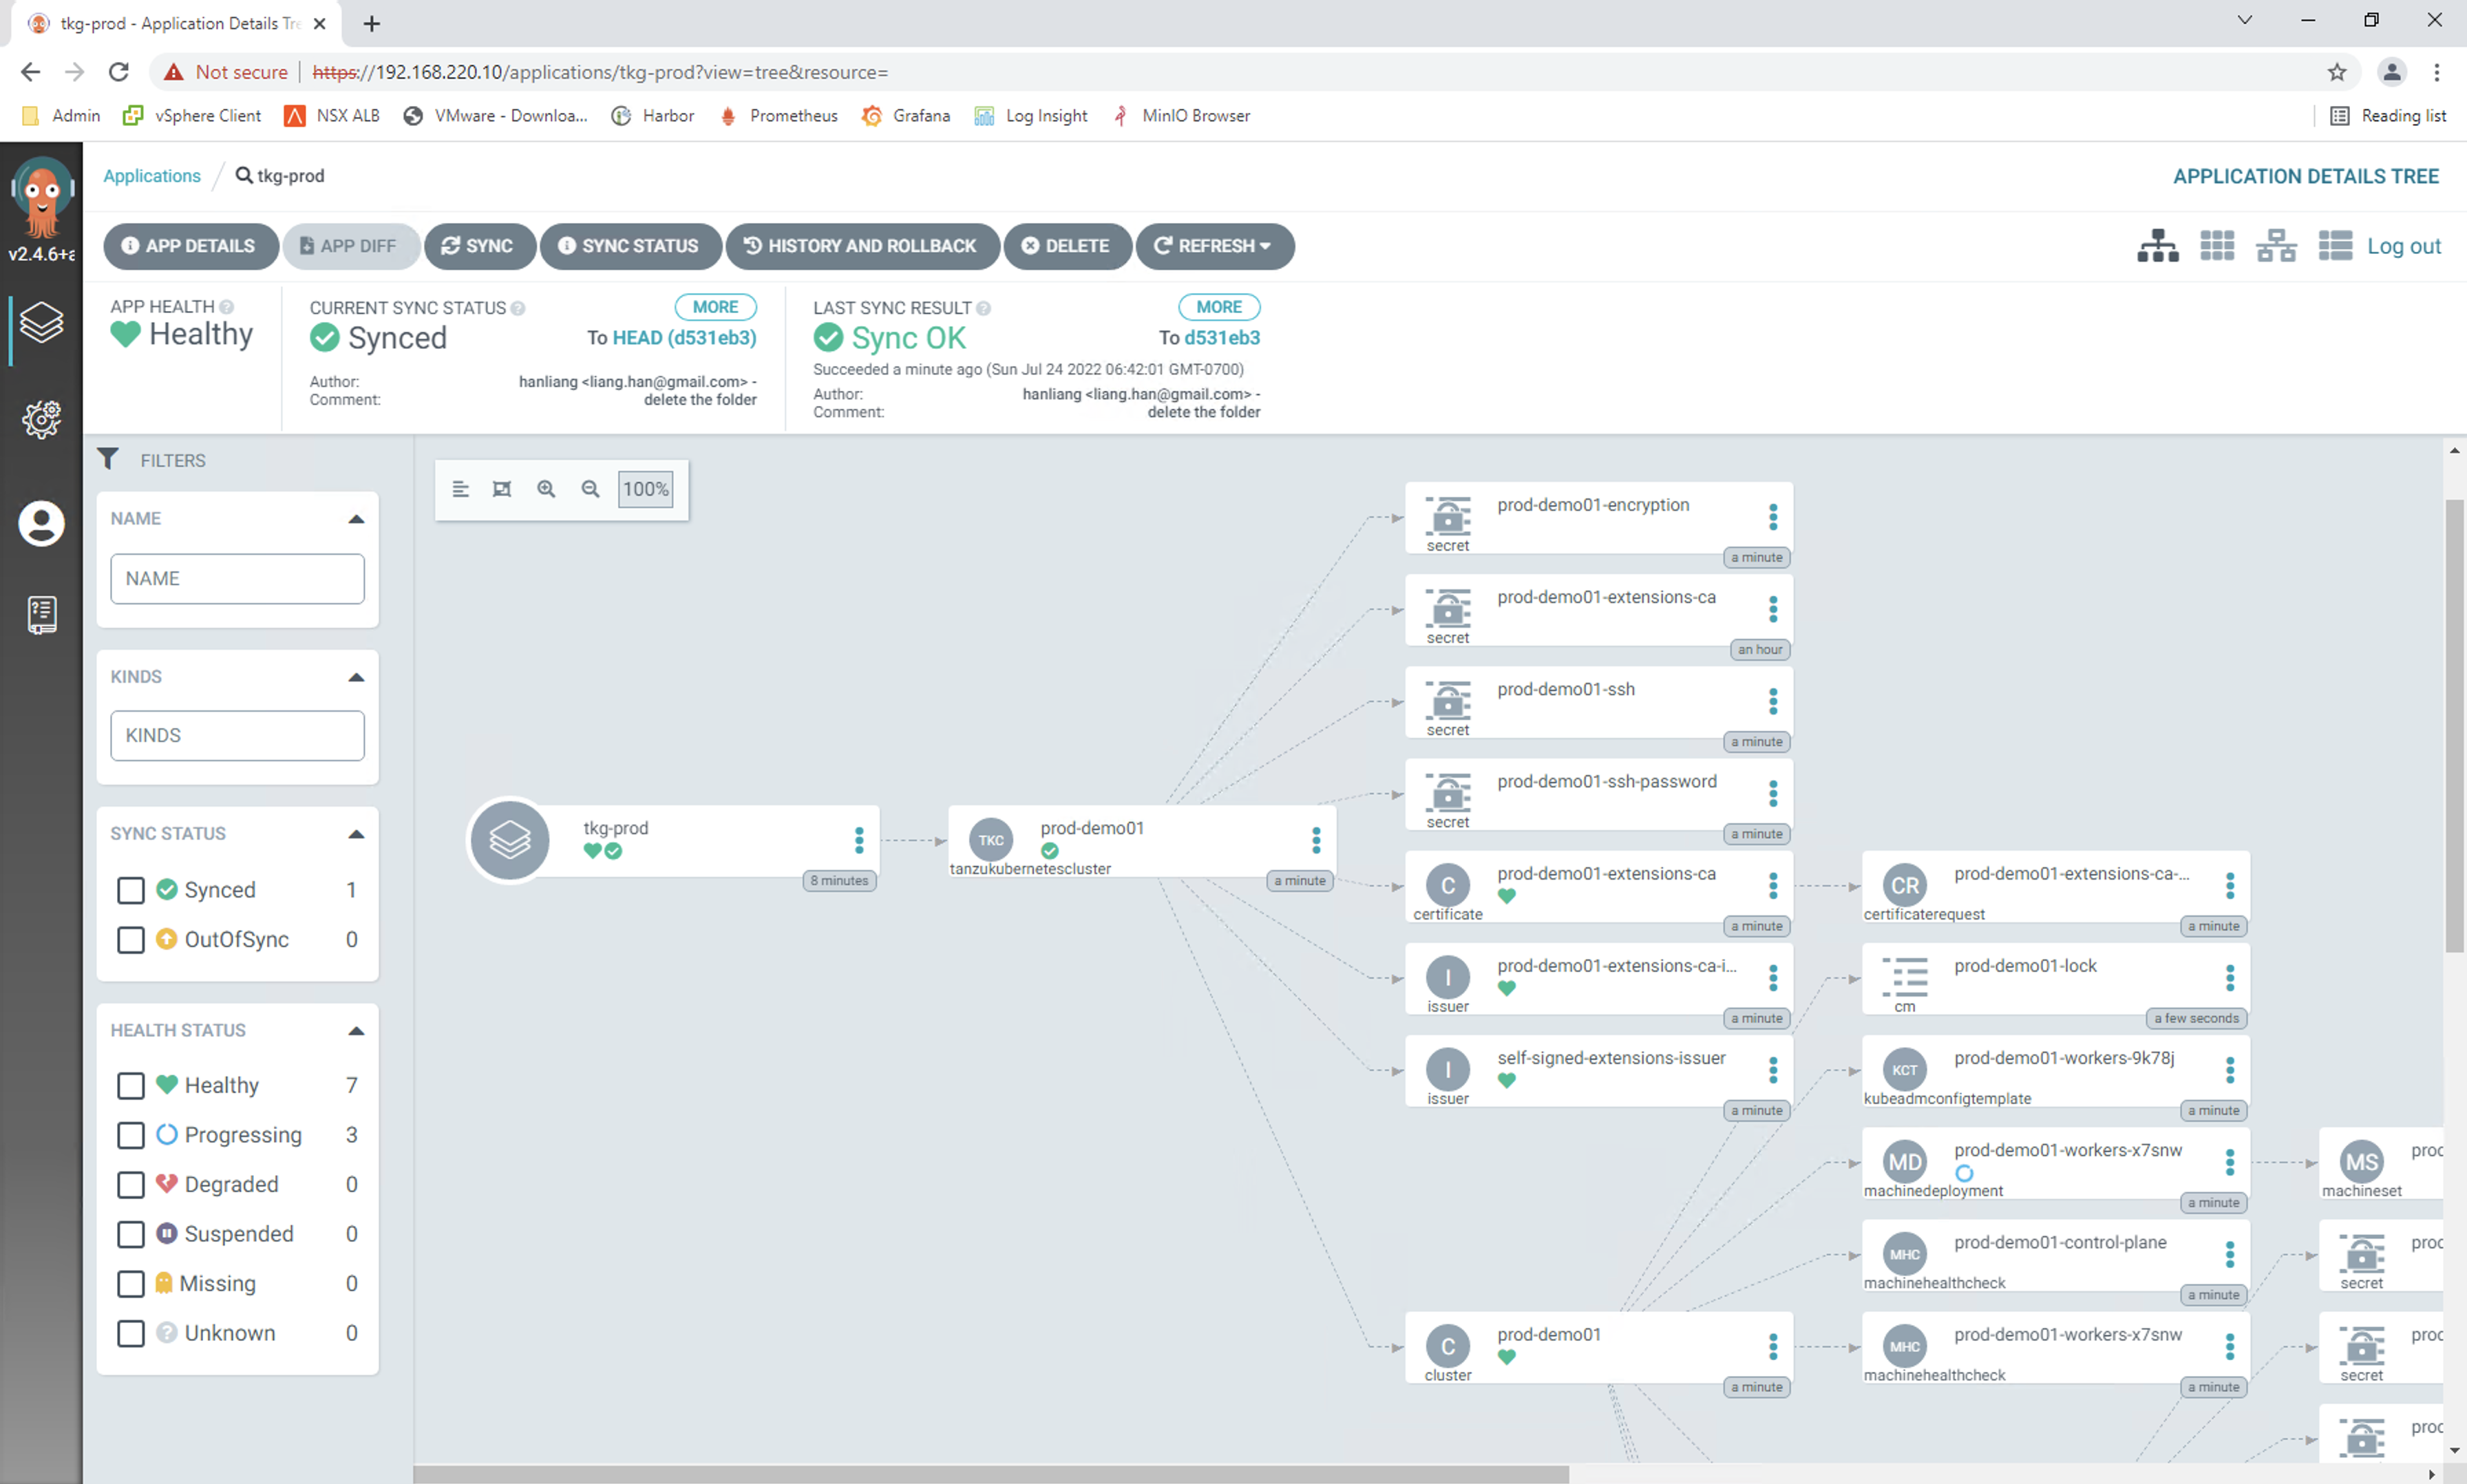 tkg-prod - Application Details Tre
Not secure | https://192.168.220.10/applications/tkg-prod?view=tree&resource=
Admin vSphere Client NSX ALB VMware - Downloa... Harbor Prometheus Grafana Log Insight MinIO Browser Reading list
Applications / tkg-prod APPLICATION DETAILS TREE
v2.4.6+a
APP DETAILS APP DIFF SYNC SYNC STATUS HISTORY AND ROLLBACK DELETE REFRESH Log out
APP HEALTH
Healthy
CURRENT SYNC STATUS MORE
Synced To HEAD (d531eb3)
Author: hanliang <liang.han@gmail.com> -
Comment: delete the folder
LAST SYNC RESULT MORE
Sync OK To d531eb3
Succeeded a minute ago (Sun Jul 24 2022 06:42:01 GMT-0700)
Author: hanliang <liang.han@gmail.com> -
Comment: delete the folder
FILTERS
NAME
NAME
KINDS
KINDS
SYNC STATUS
Synced 1
OutOfSync 0
HEALTH STATUS
Healthy 7
Progressing 3
Degraded 0
Suspended 0
Missing 0
Unknown 0
100%
tkg-prod
8 minutes
TKC
prod-demo01
tanzukubernetescluster
a minute
prod-demo01-encryption
secret
a minute
prod-demo01-extensions-ca
secret
an hour
prod-demo01-ssh
secret
a minute
prod-demo01-ssh-password
secret
a minute
C
prod-demo01-extensions-ca
certificate
a minute
I
prod-demo01-extensions-ca-i...
issuer
a minute
I
self-signed-extensions-issuer
issuer
a minute
C
prod-demo01
cluster
a minute
CR
prod-demo01-extensions-ca-...
certificaterequest
a minute
prod-demo01-lock
cm
a few seconds
KCT
prod-demo01-workers-9k78j
kubeadmconfigtemplate
a minute
MD
prod-demo01-workers-x7snw
machinedeployment
a minute
MHC
prod-demo01-control-plane
machinehealthcheck
a minute
MHC
prod-demo01-workers-x7snw
machinehealthcheck
a minute
MS
proc
machineset
proc
secret
proc
secret
proc